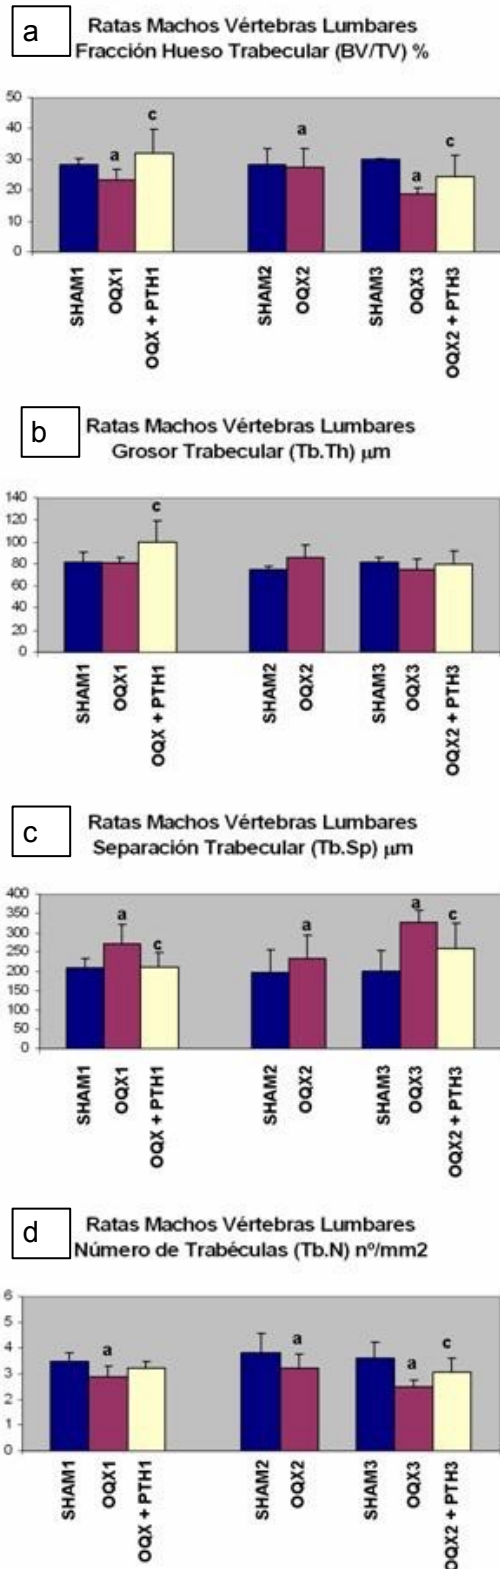 a
Ratas Machos Vértebras Lumbares
Fracción Hueso Trabecular (BV/TV) %
50
40
30
20
10
0
a
c
a
a
c
SHAM1
OQX1
OQX + PTH1
SHAM2
OQX2
SHAM3
OQX3
OQX2 + PTH3
b
Ratas Machos Vértebras Lumbares
Grosor Trabecular (Tb.Th) μm
140
120
100
80
60
40
20
0
c
SHAM1
OQX1
OQX + PTH1
SHAM2
OQX2
SHAM3
OQX3
OQX2 + PTH3
c
Ratas Machos Vértebras Lumbares
Separación Trabecular (Tb.Sp) μm
400
350
300
250
200
150
100
50
0
a
c
a
a
c
SHAM1
OQX1
OQX + PTH1
SHAM2
OQX2
SHAM3
OQX3
OQX2 + PTH3
d
Ratas Machos Vértebras Lumbares
Número de Trabéculas (Tb.N) nº/mm2
6
5
4
3
2
1
0
a
a
a
c
SHAM1
OQX1
OQX + PTH1
SHAM2
OQX2
SHAM3
OQX3
OQX2 + PTH3